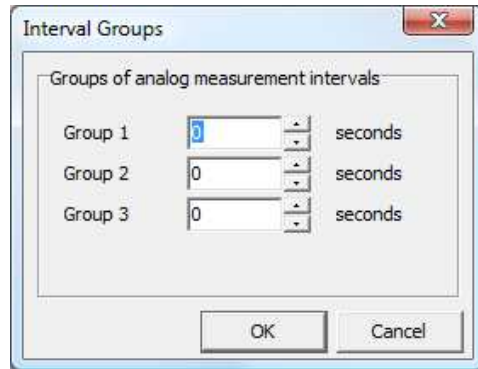 Interval Groups
Groups of analog measurement intervals
Group 1 0 seconds
Group 2 0 seconds
Group 3 0 seconds
OK Cancel